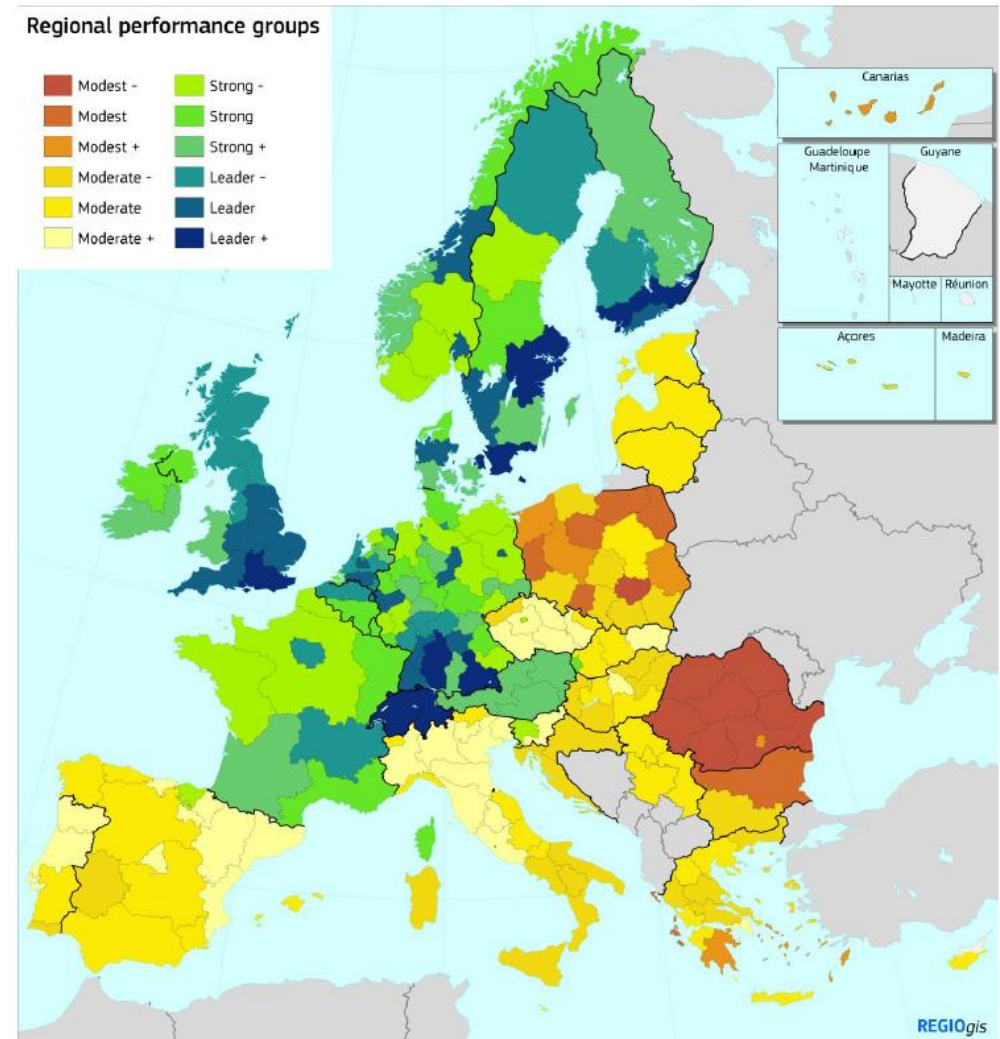 Regional performance groups
Modest -
Modest
Modest +
Moderate -
Moderate
Moderate +
Strong -
Strong
Strong +
Leader -
Leader
Leader +
Canarias
Guadeloupe
Martinique
Guyane
Mayotte
Réunion
Açores
Madeira
REGIOgis